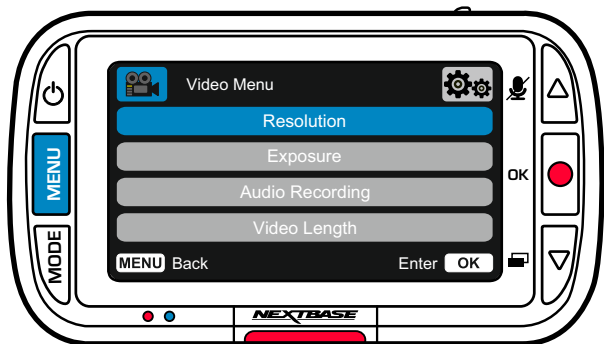 Video Menu
Resolution
Exposure
Audio Recording
Video Length
MENU Back
Enter OK
MENU
MODE
OK
NEXTBASE